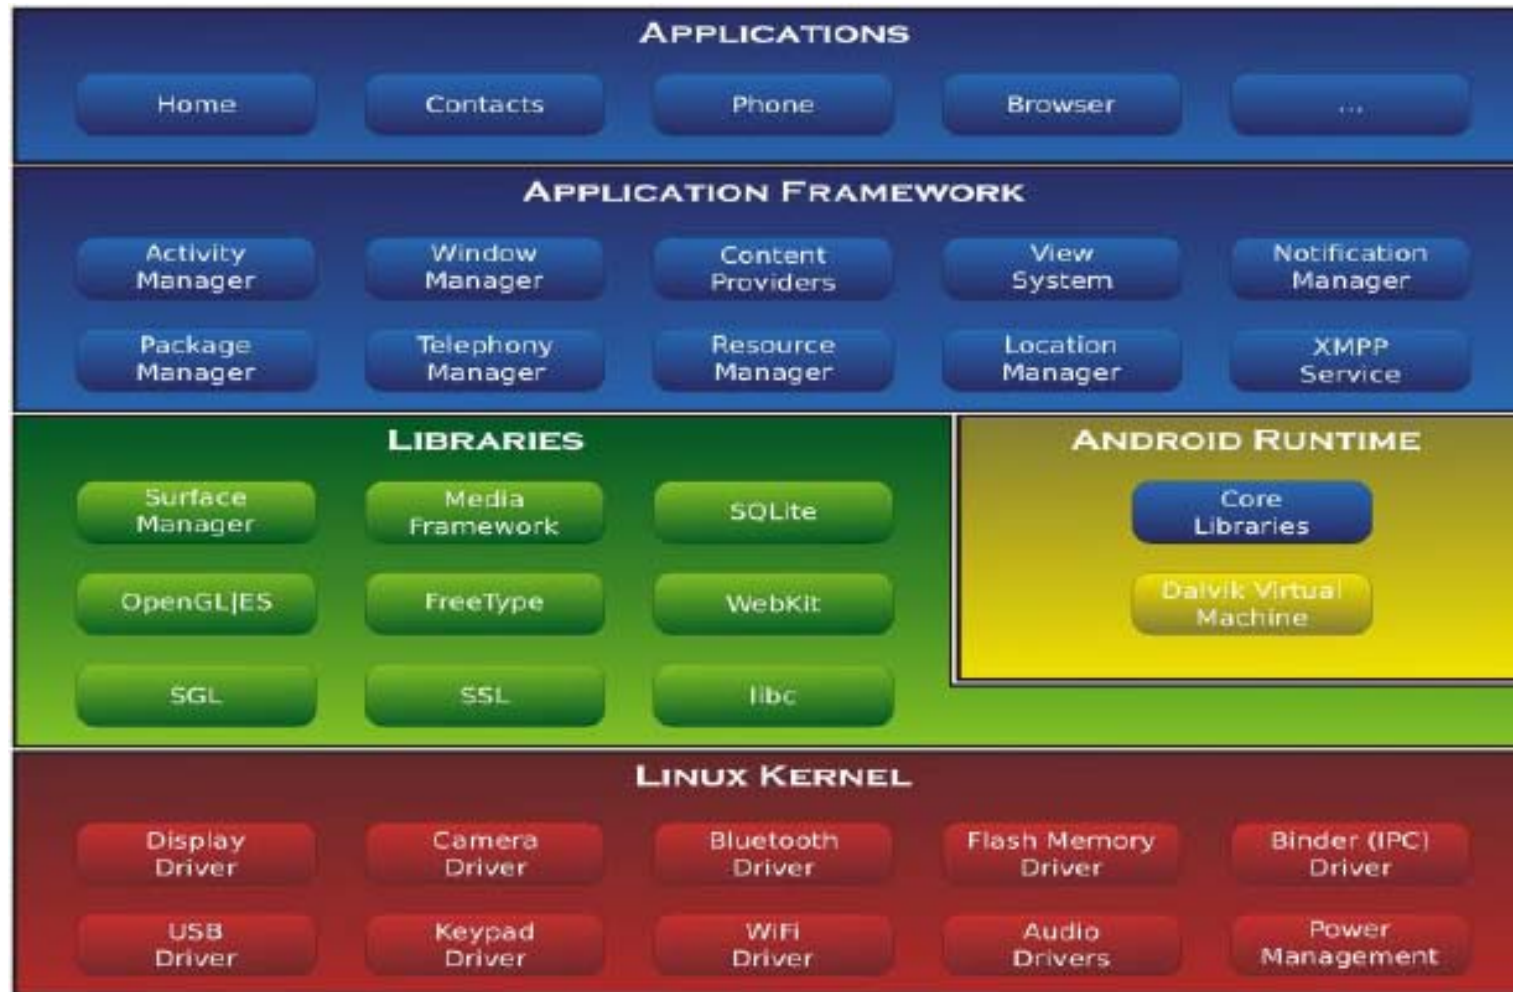 APPLICATIONS
Home
Contacts
Phone
Browser
...
APPLICATION FRAMEWORK
Activity
Manager
Window
Manager
Content
Providers
View
System
Notification
Manager
Package
Manager
Telephony
Manager
Resource
Manager
Location
Manager
XMPP
Service
LIBRARIES
Surface
Manager
Media
Framework
SQLite
OpenGL|ES
FreeType
WebKit
SGL
SSL
libc
ANDROID RUNTIME
Core
Libraries
Dalvik Virtual
Machine
LINUX KERNEL
Display
Driver
Camera
Driver
Bluetooth
Driver
Flash Memory
Driver
Binder (IPC)
Driver
USB
Driver
Keypad
Driver
WiFi
Driver
Audio
Drivers
Power
Management